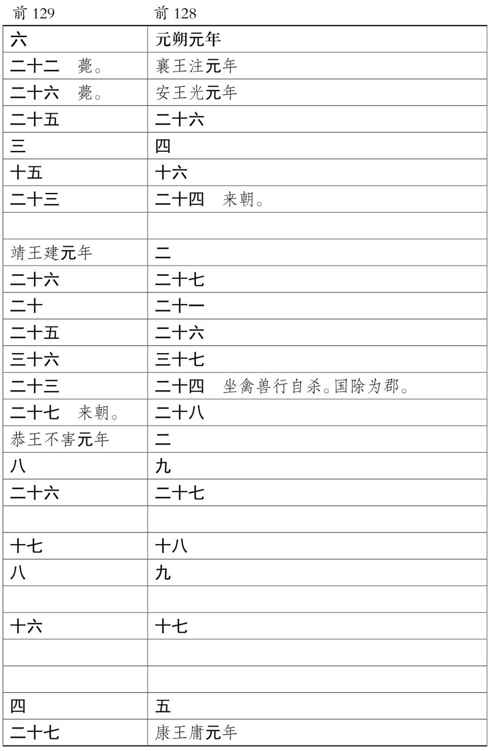 前129 前128
六 元朔元年
二十二 薨。 襄王注元年
二十六 薨。 安王光元年
二十五 二十六
三 四
十五 十六
二十三 二十四 来朝。
靖王建元年 二
二十六 二十七
二十 二十一
二十五 二十六
三十六 三十七
二十三 二十四 坐禽兽行自杀。国除为郡。
二十七 来朝。 二十八
恭王不害元年 二
八 九
二十六 二十七
十七 十八
八 九
十六 十七
四 五
二十七 康王庸元年